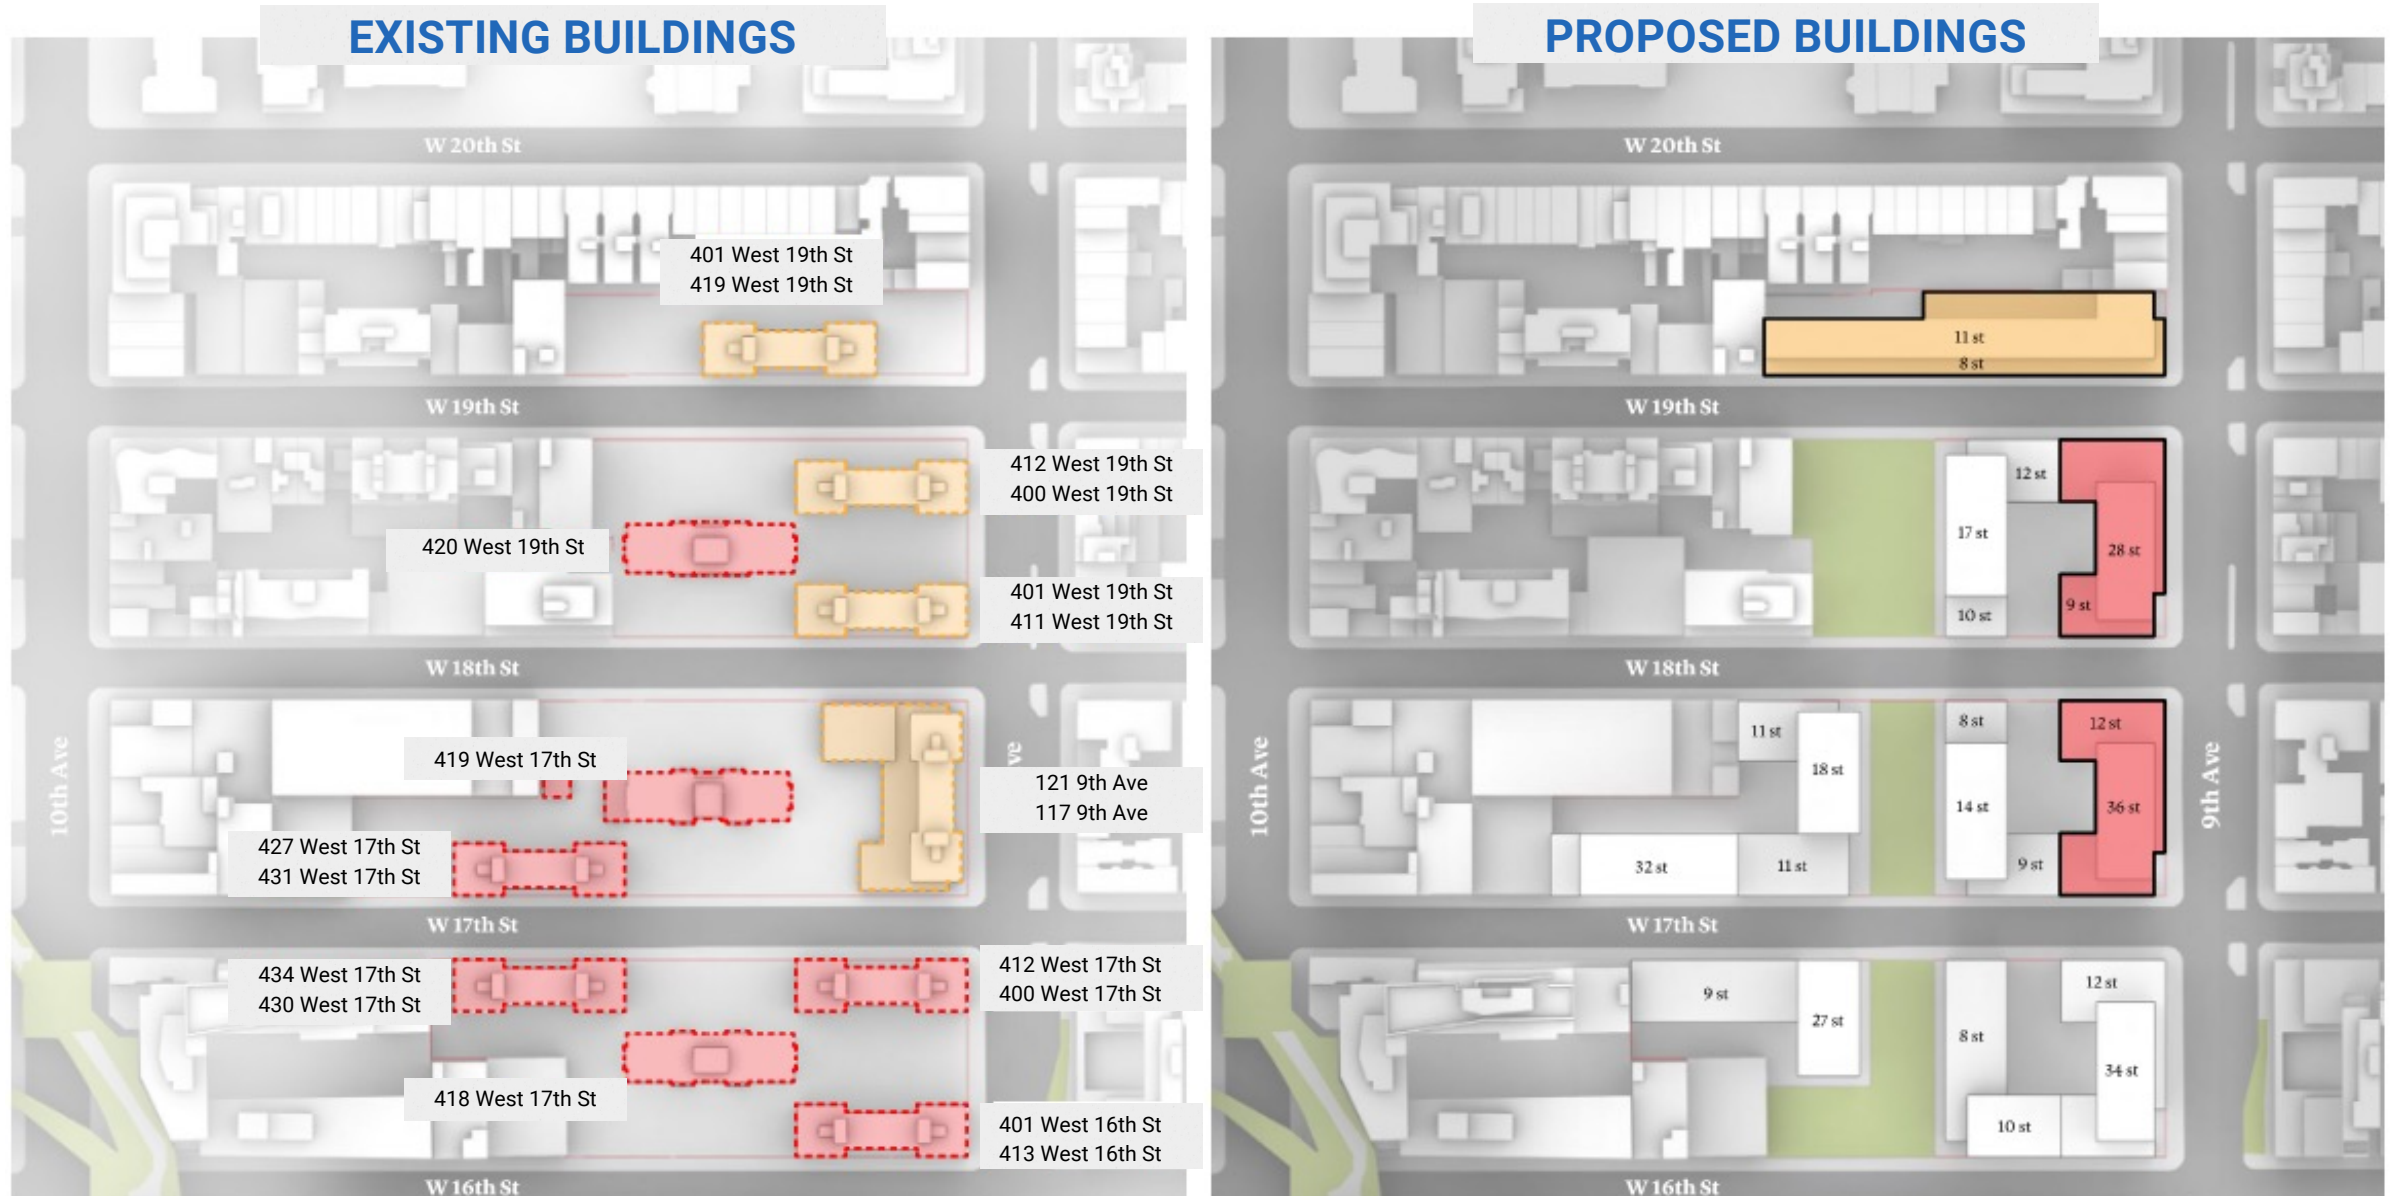 EXISTING BUILDINGS
W 20th St
401 West 19th St
419 West 19th St
W 19th St
412 West 19th St
400 West 19th St
420 West 19th St
401 West 19th St
411 West 19th St
W 18th St
10th Ave
419 West 17th St
ve
121 9th Ave
117 9th Ave
427 West 17th St
431 West 17th St
W 17th St
434 West 17th St
430 West 17th St
412 West 17th St
400 West 17th St
418 West 17th St
401 West 16th St
413 West 16th St
W 16th St
PROPOSED BUILDINGS
W 20th St
11 st
8 st
W 19th St
12 st
17 st
28 st
9 st
10 st
W 18th St
10th Ave
9th Ave
11 st
18 st
8 st
12 st
14 st
36 st
32 st
11 st
9 st
W 17th St
9 st
27 st
8 st
12 st
34 st
10 st
W 16th St